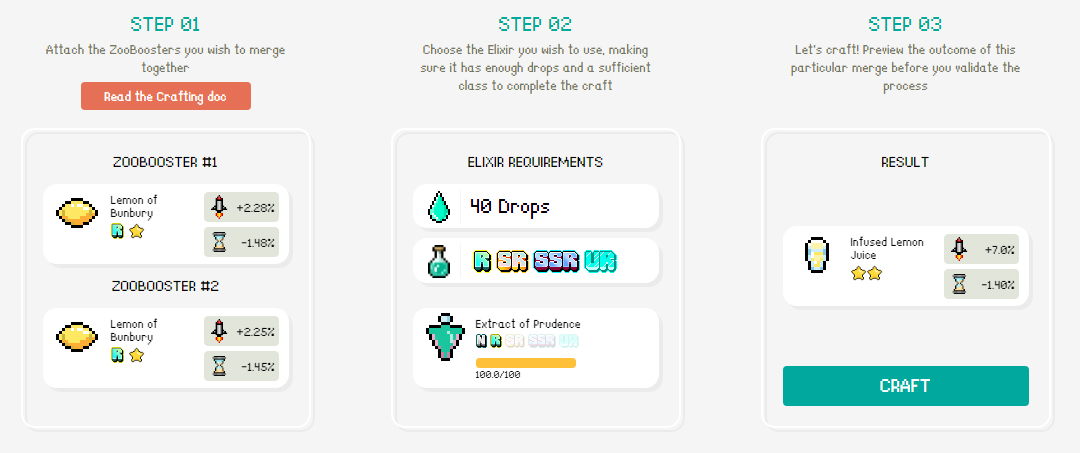 STEP 01
Attach the ZooBoosters you wish to merge
together
Read the Crafting doc
ZOOBOOSTER #1
Lemon of
Bunbury
R
+2.28%
-1.48%
ZOOBOOSTER #2
Lemon of
Bunbury
R
+2.25%
-1.45%
STEP 02
Choose the Elixir you wish to use, making
sure it has enough drops and a sufficient
class to complete the craft
ELIXIR REQUIREMENTS
40 Drops
R SR SSR UR
Extract of Prudence
N R SR SSR UR
100.0/100
STEP 03
Let's craft! Preview the outcome of this
particular merge before you validate the
process
RESULT
Infused Lemon
Juice
+7.0%
-1.40%
CRAFT